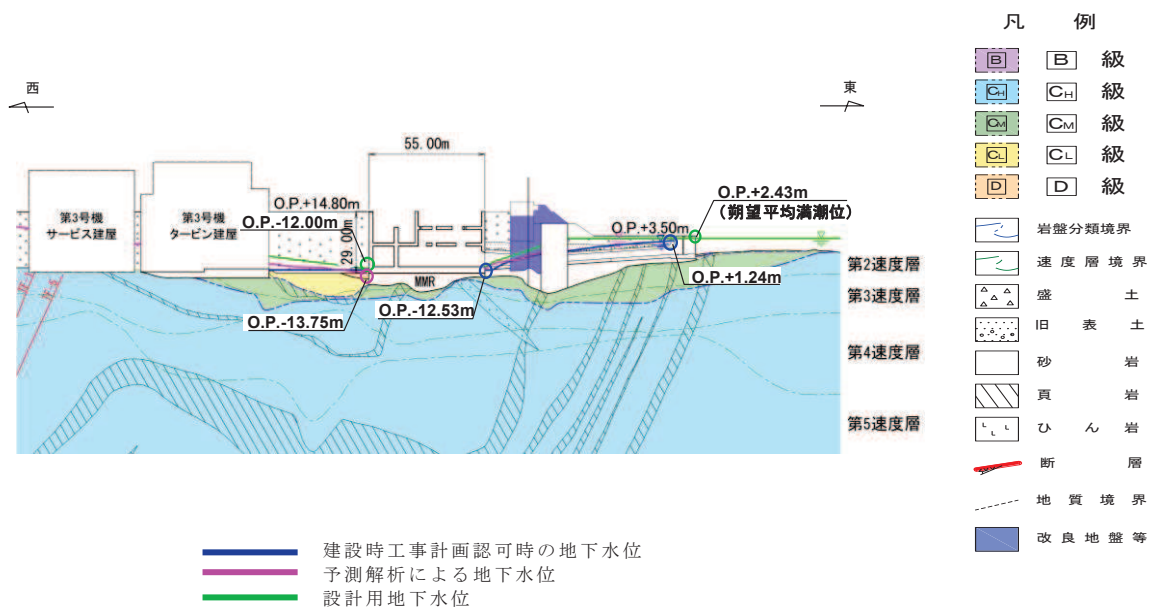 西
東
55.00m
O.P.+14.80m
O.P.-12.00m
29.00m
第3号機
サービス建屋
第3号機
タービン建屋
O.P.+2.43m
(朔望平均満潮位)
O.P.+3.50m
O.P.+1.24m
MMR
O.P.-12.53m
O.P.-13.75m
第2速度層
第3速度層
第4速度層
第5速度層
凡 例
B B 級
CH CH 級
CM CM 級
CL CL 級
D D 級
岩盤分類境界
速度層境界
盛 土
旧 表 土
砂 岩
頁 岩
ひ ん 岩
断 層
地 質 境 界
改 良 地 盤 等
建設時工事計画認可時の地下水位
予測解析による地下水位
設計用地下水位